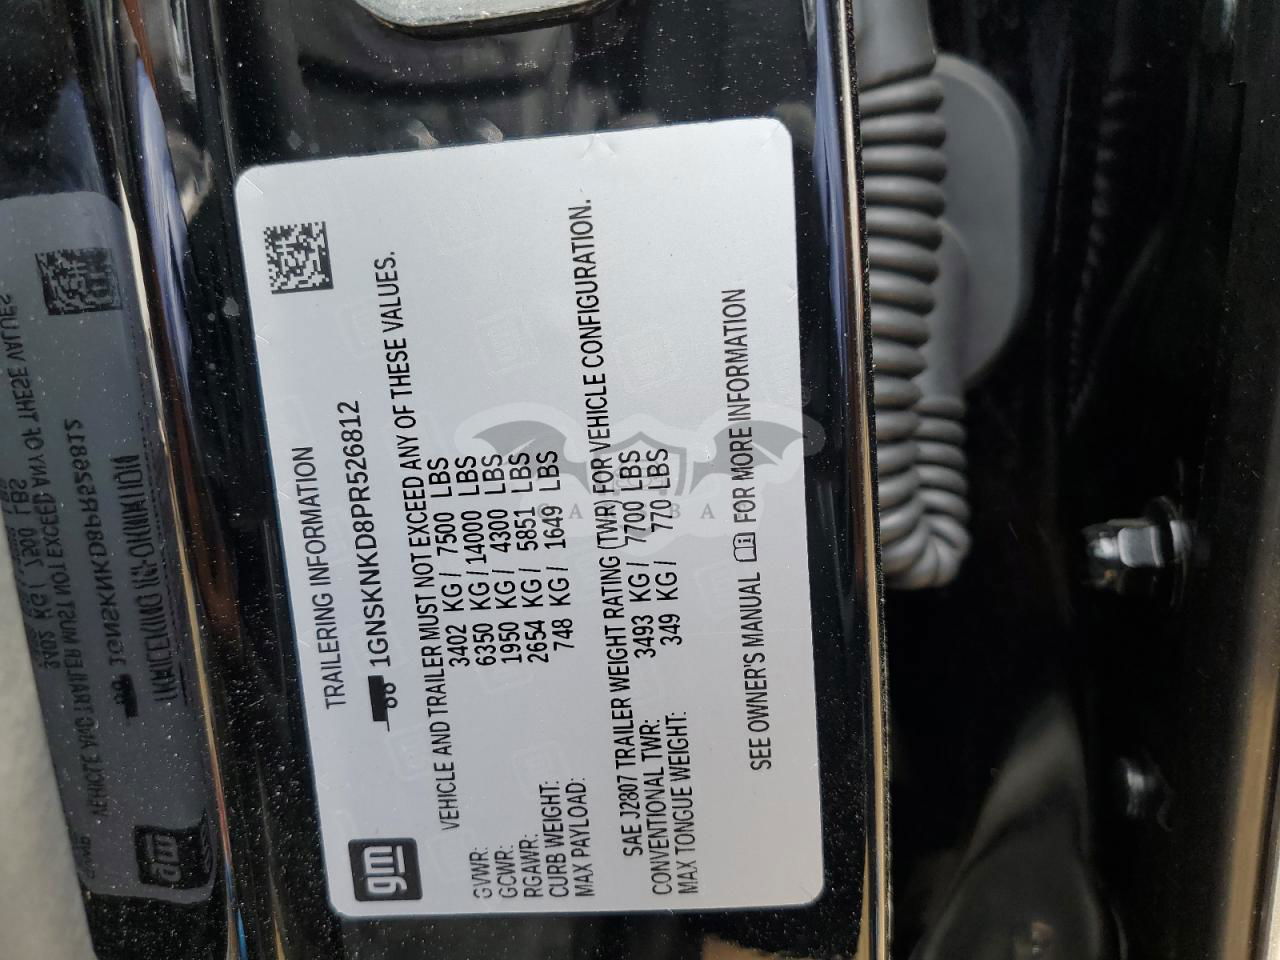 TRAILERING INFORMATION
1GNSKNKD8PR526812
gm
VEHICLE AND TRAILER MUST NOT EXCEED ANY OF THESE VALUES.
GVWR: 3402 KG / 7500 LBS
GCWR: 6350 KG / 14000 LBS
RGAWR: 1950 KG / 4300 LBS
CURB WEIGHT: 2654 KG / 5851 LBS
MAX PAYLOAD: 748 KG / 1649 LBS
SAE J2807 TRAILER WEIGHT RATING (TWR) FOR VEHICLE CONFIGURATION.
CONVENTIONAL TWR: 3493 KG / 7700 LBS
MAX TONGUE WEIGHT: 349 KG / 770 LBS
SEE OWNER'S MANUAL FOR MORE INFORMATION